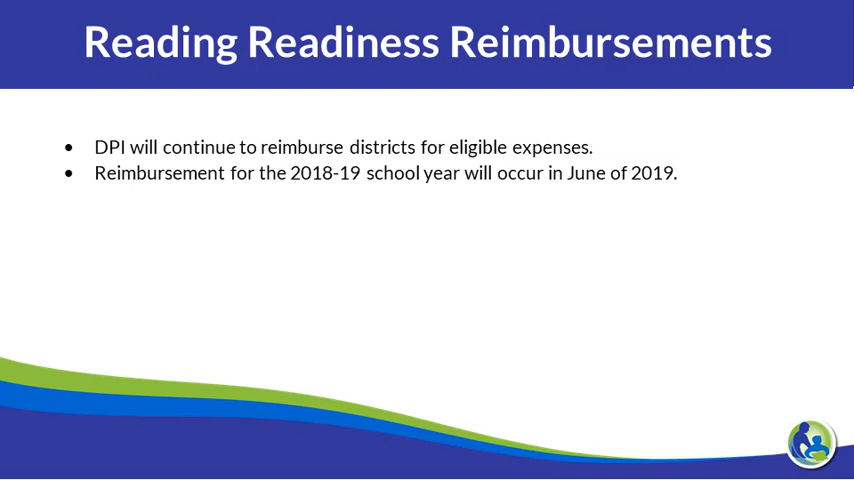 Reading Readiness Reimbursements
• DPI will continue to reimburse districts for eligible expenses.
• Reimbursement for the 2018-19 school year will occur in June of 2019.